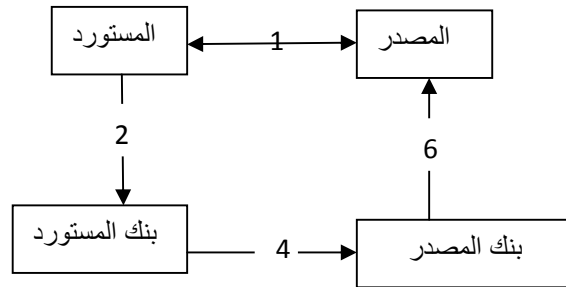 المصدر
1
المستورد
2
6
بنك المستورد
4
بنك المصدر